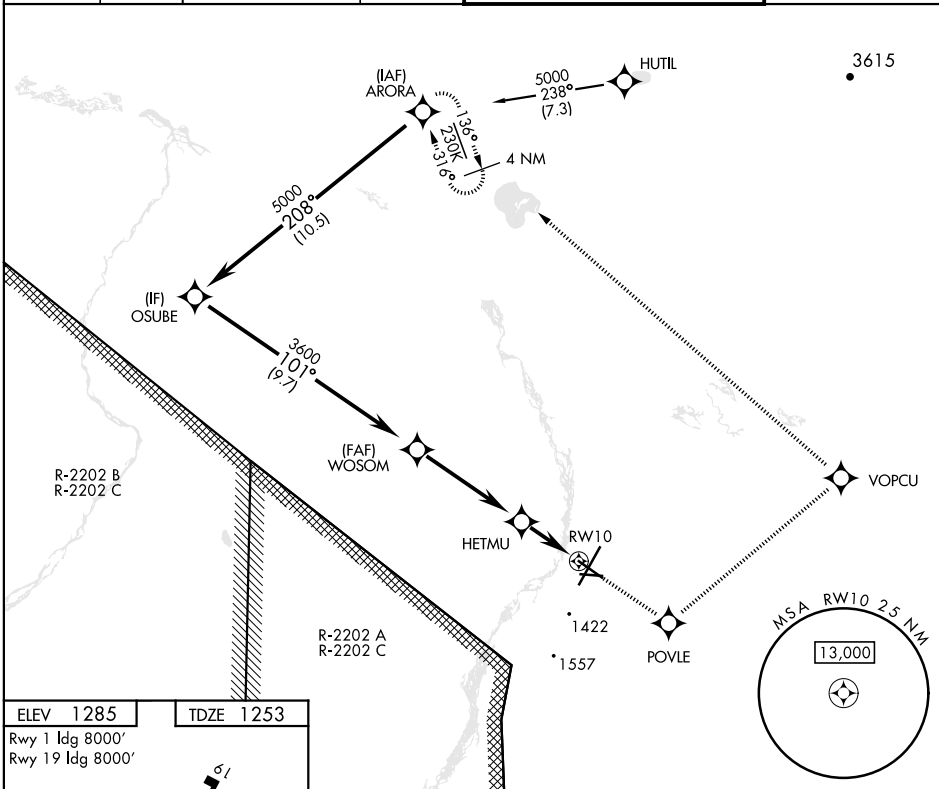 HUTIL
3615
(IAF)
ARORA
5000
238°
(7.3)
136°
230K
316°
4 NM
5000
208°
(10.5)
(IF)
OSUBE
3600
101°
(9.7)
(FAF)
WOSOM
R-2202 B
R-2202 C
VOPCU
HETMU
RW10
1422
1557
POVLE
R-2202 A
R-2202 C
MSA RW10 25 NM
13,000
ELEV 1285
TDZE 1253
Rwy 1 ldg 8000'
Rwy 19 ldg 8000'
19